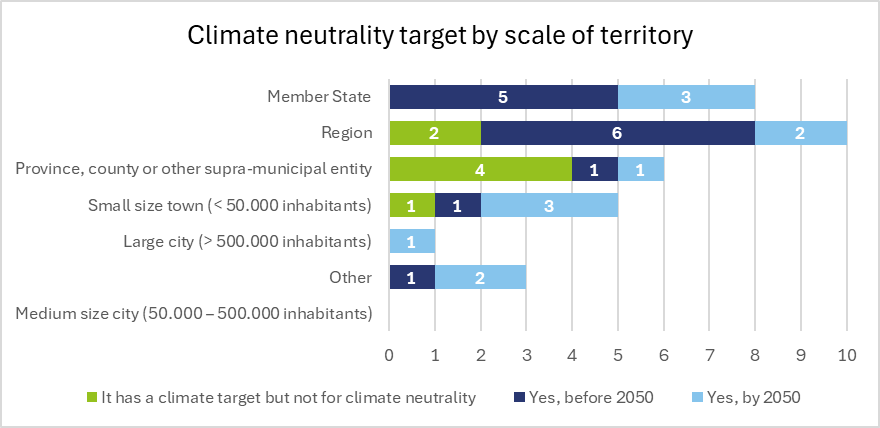 Climate neutrality target by scale of territory
Member State
5
3
Region
2
6
2
Province, county or other supra-municipal entity
4
1
1
Small size town (< 50.000 inhabitants)
1
1
3
Large city (> 500.000 inhabitants)
1
Other
1
2
Medium size city (50.000 – 500.000 inhabitants)
0 1 2 3 4 5 6 7 8 9 10
It has a climate target but not for climate neutrality
Yes, before 2050
Yes, by 2050